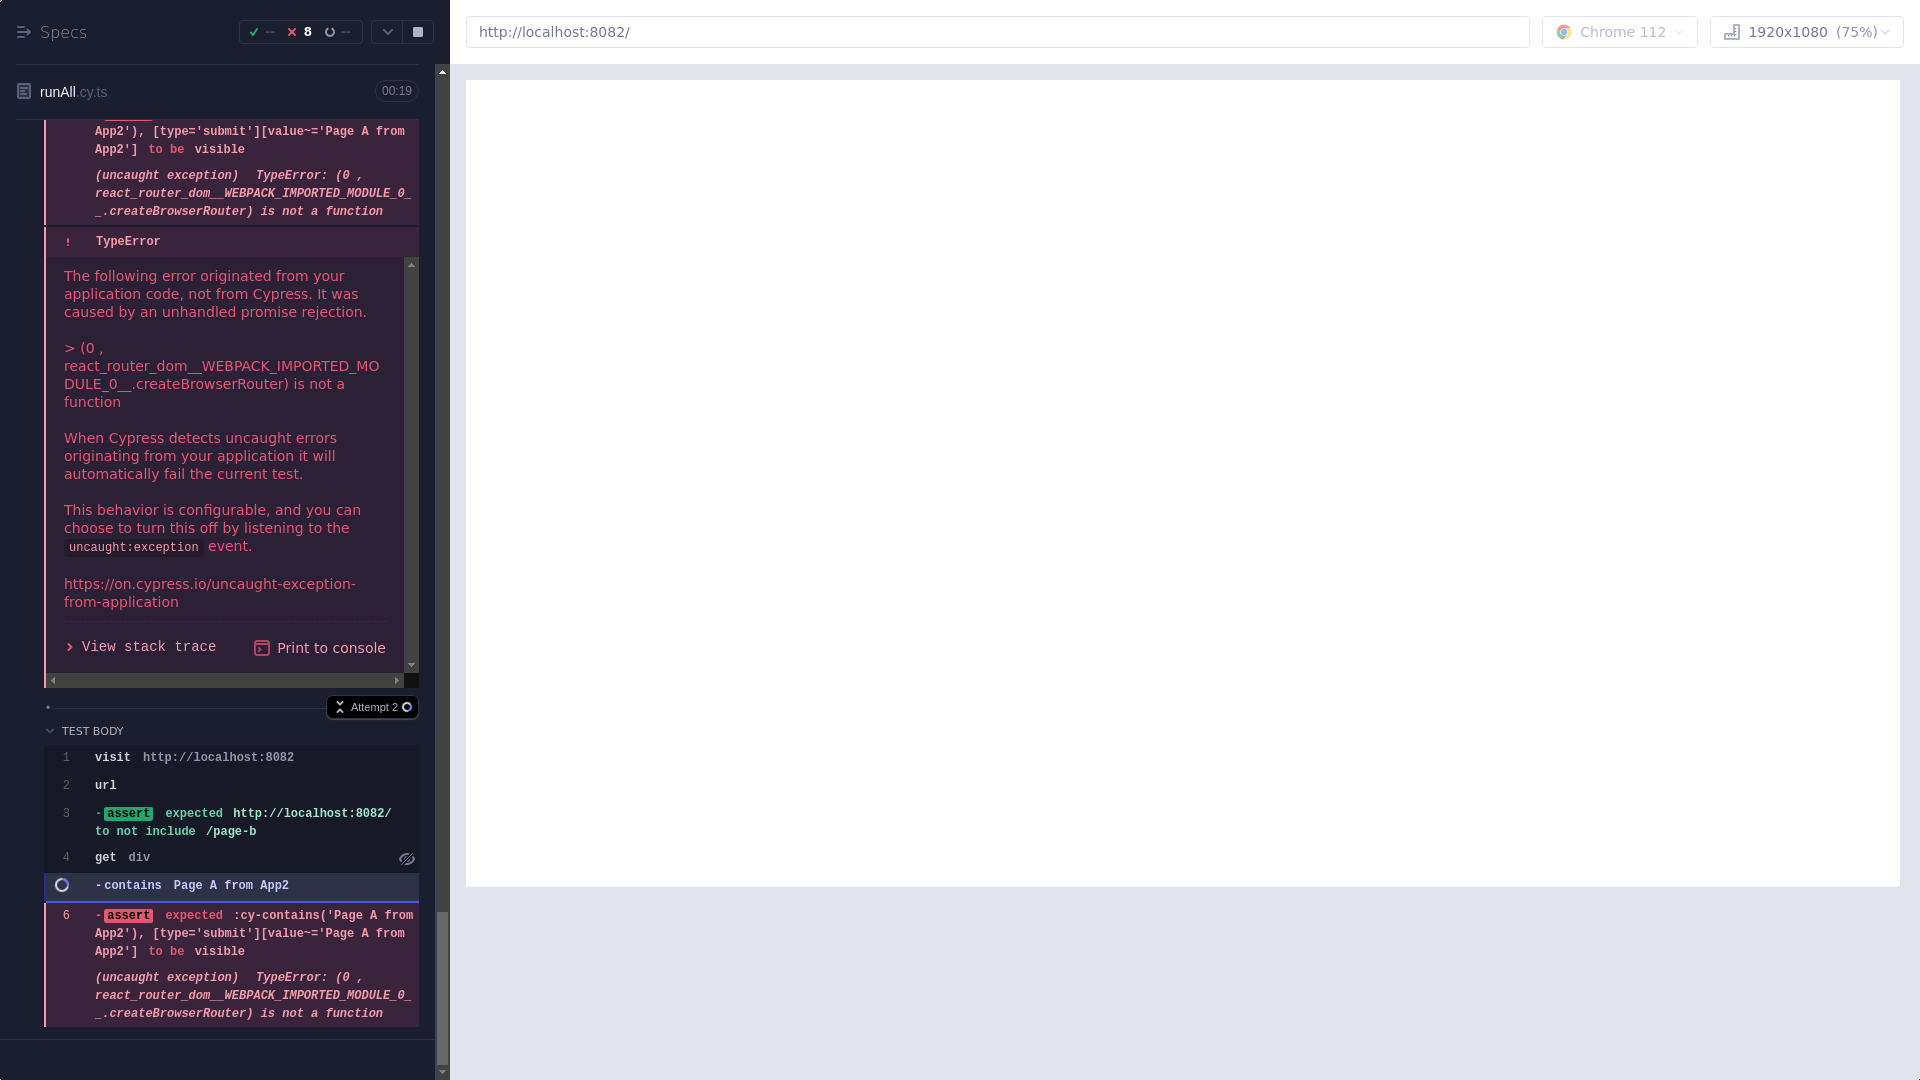 Specs
-- 8 --
http://localhost:8082/
Chrome 112
1920x1080 (75%)
runAll.cy.ts
00:19
App2'), [type='submit'][value~='Page A from
App2'] to be visible
(uncaught exception) TypeError: (0 ,
react_router_dom__WEBPACK_IMPORTED_MODULE_0_
_.createBrowserRouter) is not a function
! TypeError
The following error originated from your
application code, not from Cypress. It was
caused by an unhandled promise rejection.
> (0 ,
react_router_dom__WEBPACK_IMPORTED_MO
DULE_0__.createBrowserRouter) is not a
function
When Cypress detects uncaught errors
originating from your application it will
automatically fail the current test.
This behavior is configurable, and you can
choose to turn this off by listening to the
uncaught:exception event.
https://on.cypress.io/uncaught-exception-
from-application
View stack trace
Print to console
Attempt 2
TEST BODY
1 visit http://localhost:8082
2 url
3 -assert expected http://localhost:8082/
to not include /page-b
4 get div
-contains Page A from App2
6 -assert expected :cy-contains('Page A from
App2'), [type='submit'][value~='Page A from
App2'] to be visible
(uncaught exception) TypeError: (0 ,
react_router_dom__WEBPACK_IMPORTED_MODULE_0_
_.createBrowserRouter) is not a function